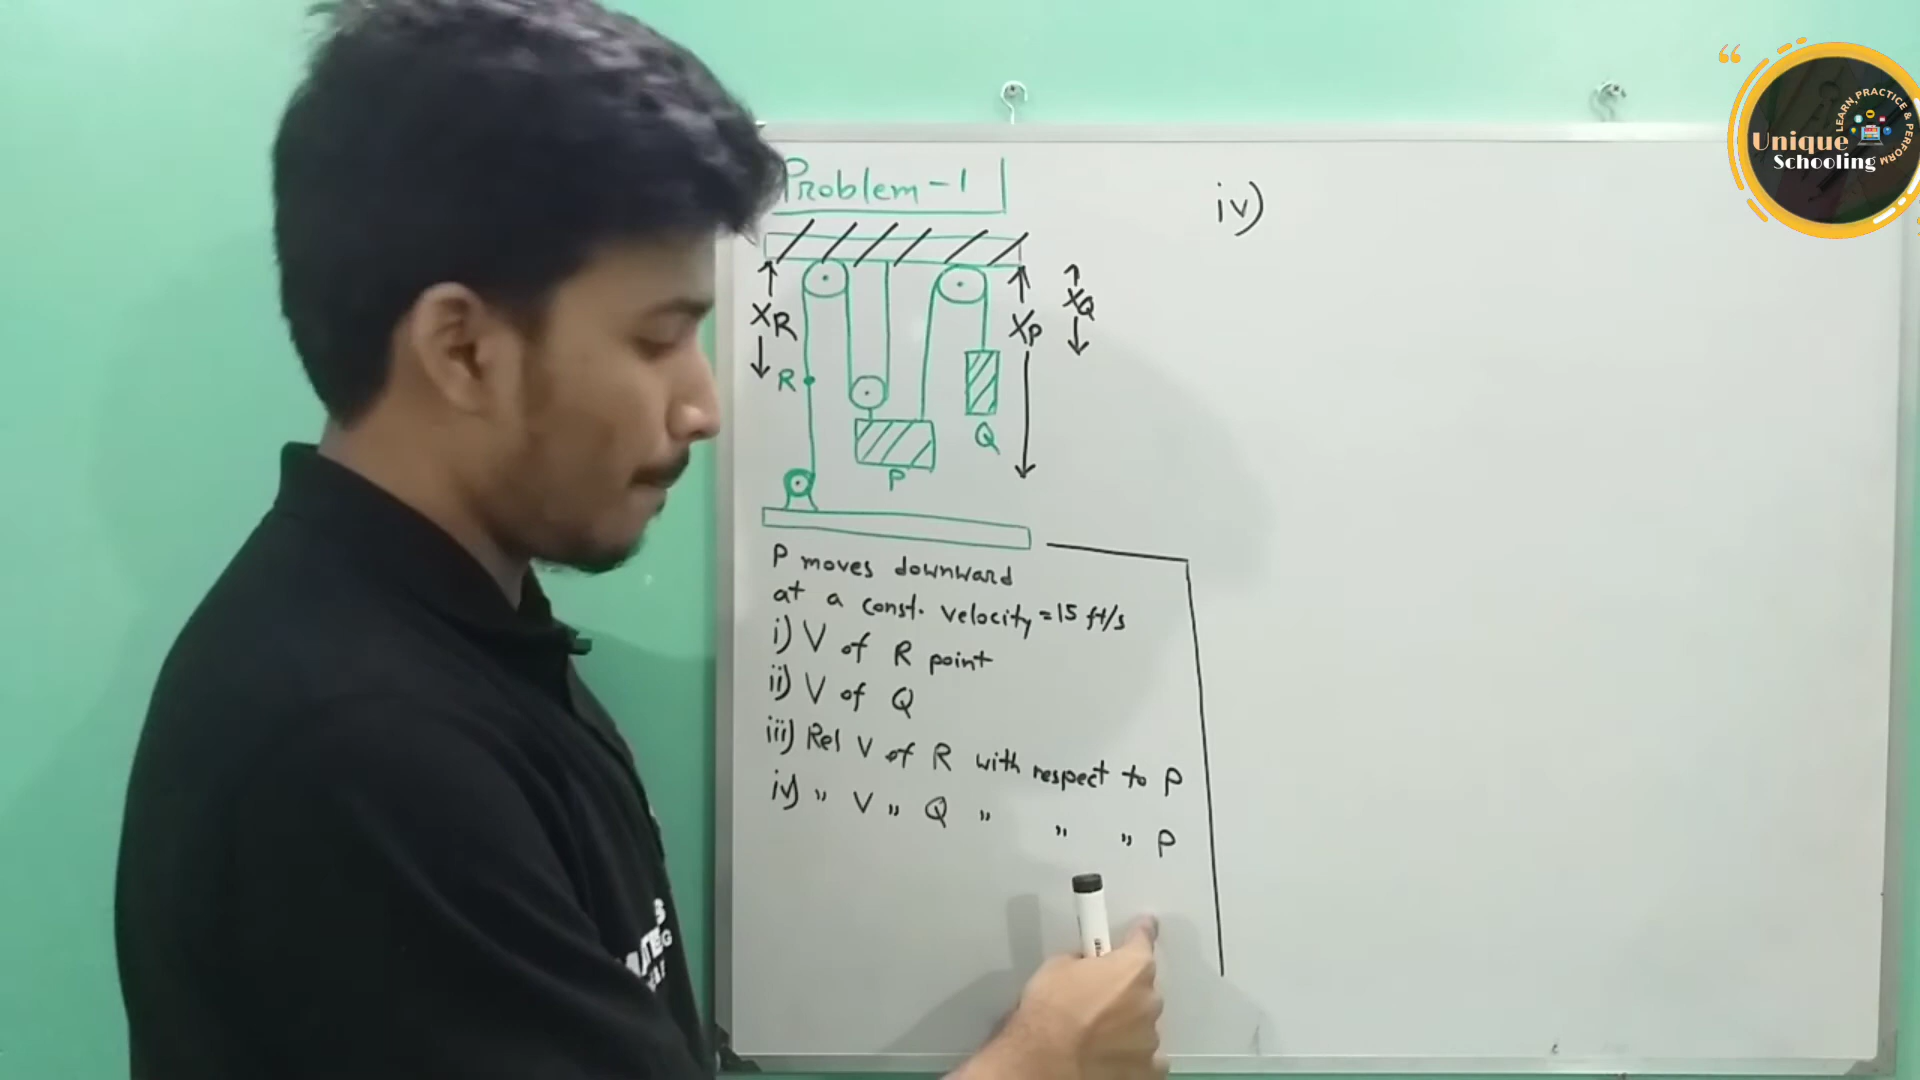 Problem-1
iv)
XR
XP
XQ
R
Q
P
P moves downward
at a const. velocity = 15 ft/s
i) V of R point
ii) V of Q
iii) Rel V of R with respect to P
iv) " V " Q " " " P
“
LEARN, PRACTICE & PERFORM
Unique
Schooling